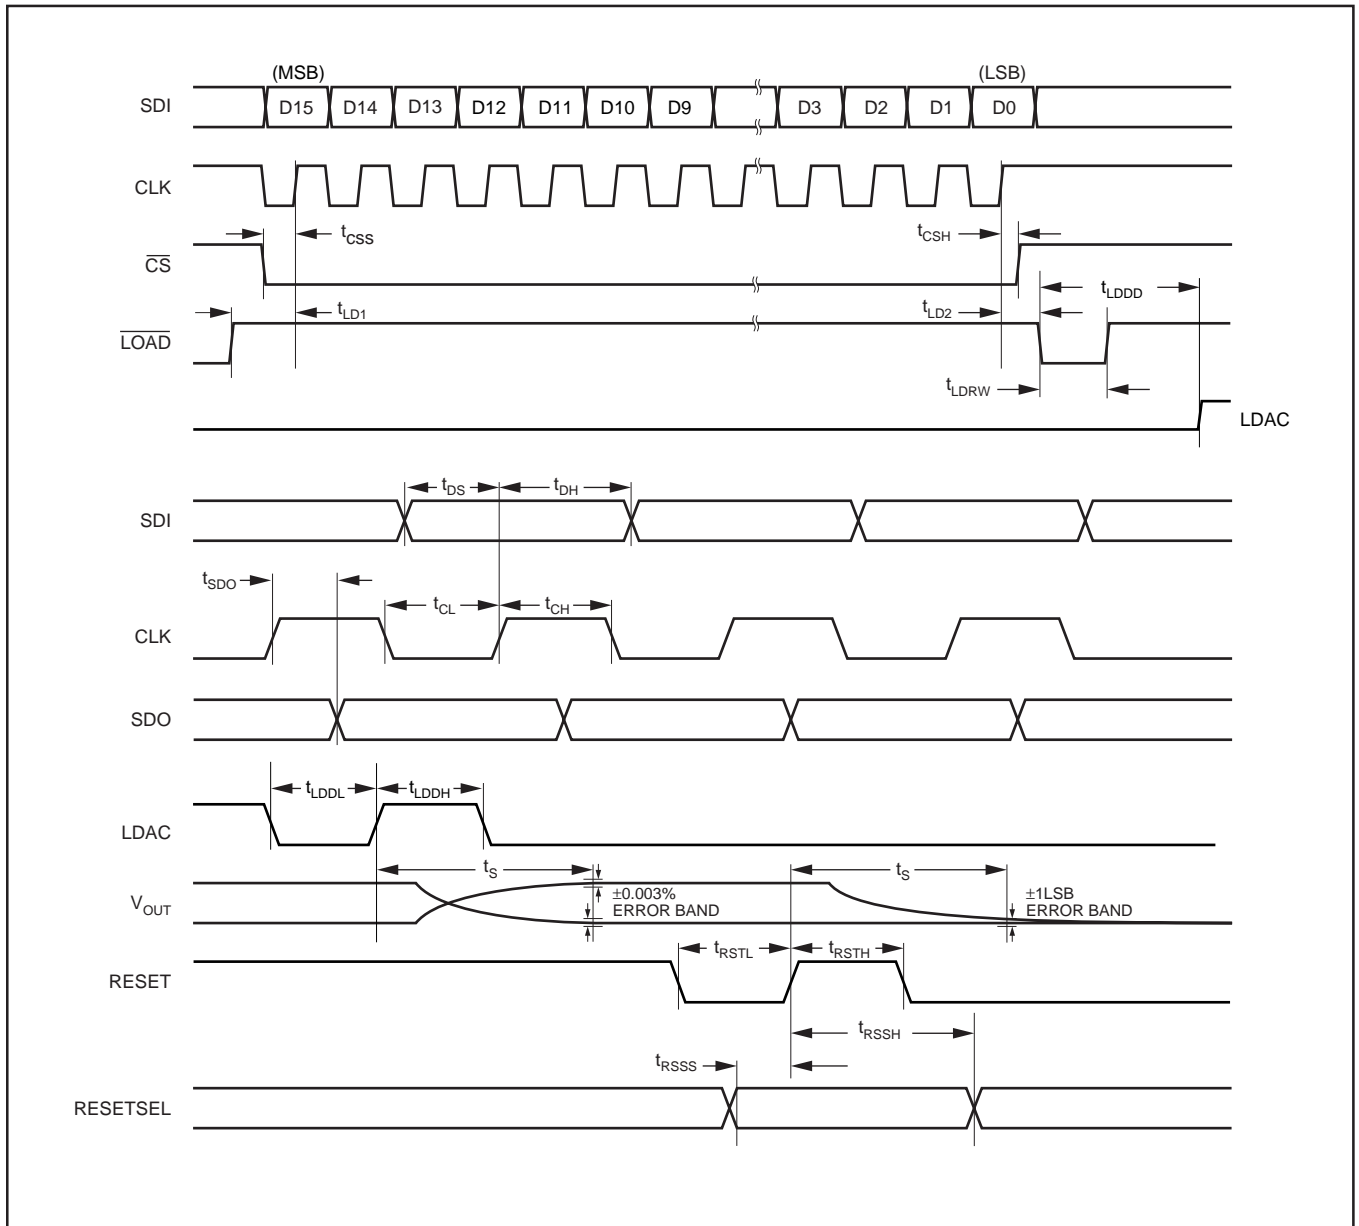 (MSB) (LSB)
SDI D15 D14 D13 D12 D11 D10 D9 D3 D2 D1 D0
CLK
tCSS tCSH
CS
tLDDD
tLD1 tLD2
LOAD
tLDRW
LDAC
tDS tDH
SDI
tSDO
tCL tCH
CLK
SDO
tLDDL tLDDH
LDAC
tS tS
±0.003% ±1LSB
VOUT ERROR BAND ERROR BAND
tRSTL tRSTH
RESET
tRSSH
tRSSS
RESETSEL